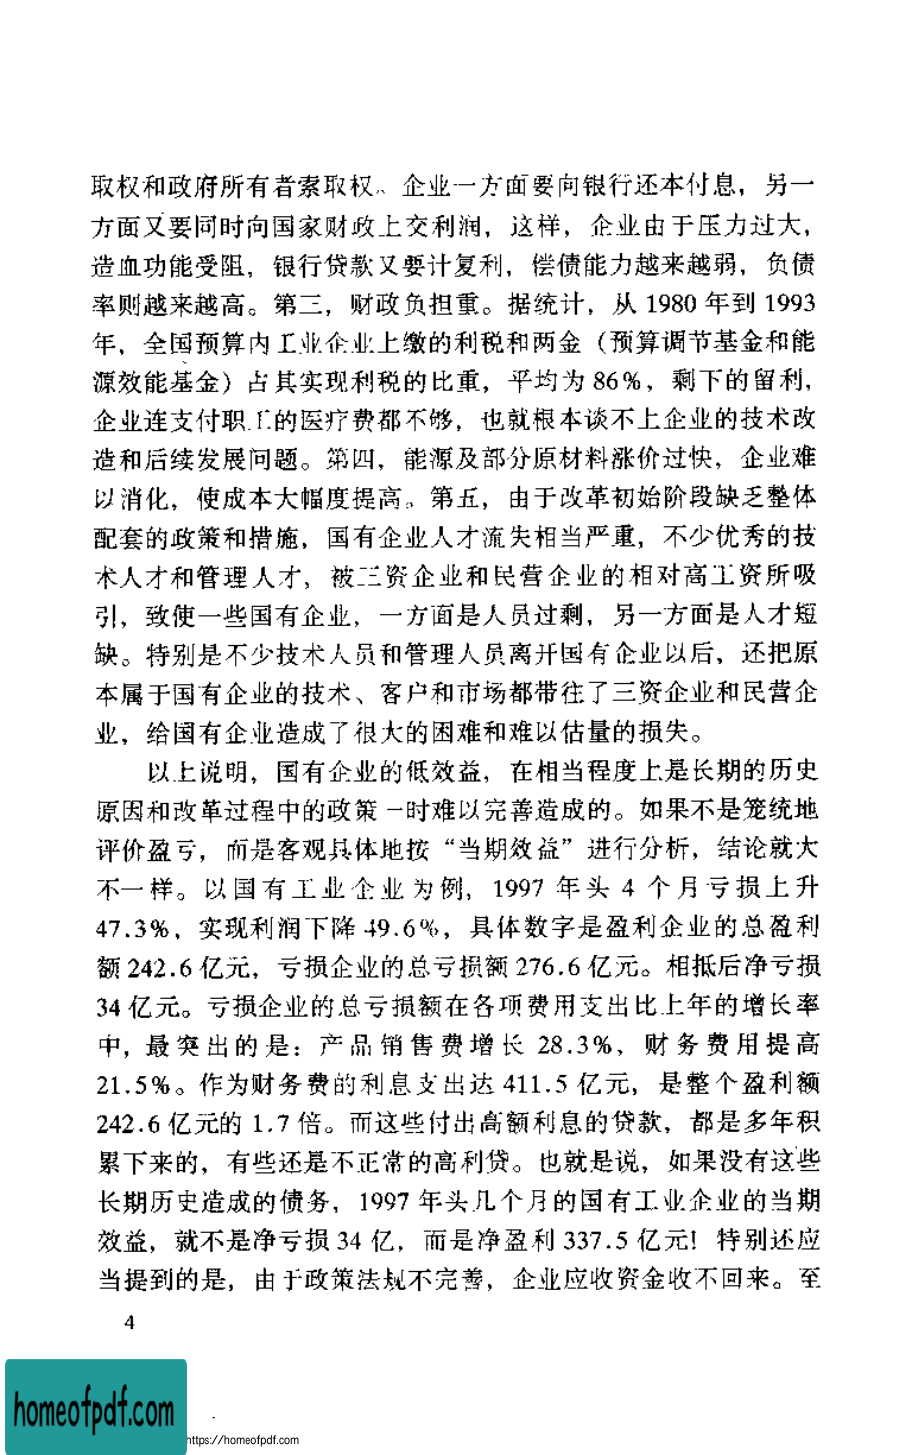 取权和政府所有者索取权。企业一方面要向银行还本付息，另一
方面又要同时向国家财政上交利润，这样，企业由于压力过大，
造血功能受阻，银行贷款又要计复利，偿债能力越来越弱，负债
率则越来越高。第三，财政负担重。据统计，从 1980 年到 1993
年，全国预算内工业企业上缴的利税和两金（预算调节基金和能
源效能基金）占其实现利税的比重，平均为 86％，剩下的留利，
企业连支付职工的医疗费都不够，也就根本谈不上企业的技术改
造和后续发展问题。第四，能源及部分原材料涨价过快，企业难
以消化，使成本大幅度提高。第五，由于改革初始阶段缺乏整体
配套的政策和措施，国有企业人才流失相当严重，不少优秀的技
术人才和管理人才，被三资企业和民营企业的相对高工资所吸
引，致使一些国有企业，一方面是人员过剩，另一方面是人才短
缺。特别是不少技术人员和管理人员离开国有企业以后，还把原
本属于国有企业的技术、客户和市场都带往了三资企业和民营企
业，给国有企业造成了很大的困难和难以估量的损失。
以上说明，国有企业的低效益，在相当程度上是长期的历史
原因和改革过程中的政策一时难以完善造成的。如果不是笼统地
评价盈亏，而是客观具体地按“当期效益”进行分析，结论就大
不一样。以国有工业企业为例，1997 年头 4 个月亏损上升
47.3％，实现利润下降 49.6％，具体数字是盈利企业的总盈利
额 242.6 亿元，亏损企业的总亏损额 276.6 亿元。相抵后净亏损
34 亿元。亏损企业的总亏损额在各项费用支出比上年的增长率
中，最突出的是：产品销售费增长 28.3％，财务费用提高
21.5％。作为财务费的利息支出达 411.5 亿元，是整个盈利额
242.6 亿元的 1.7 倍。而这些付出高额利息的贷款，都是多年积
累下来的，有些还是不正常的高利贷。也就是说，如果没有这些
长期历史造成的债务，1997 年头几个月的国有工业企业的当期
效益，就不是净亏损 34 亿，而是净盈利 337.5 亿元！特别还应
当提到的是，由于政策法规不完善，企业应收资金收不回来。至
4
homeofpdf.com
https://homeofpdf.com